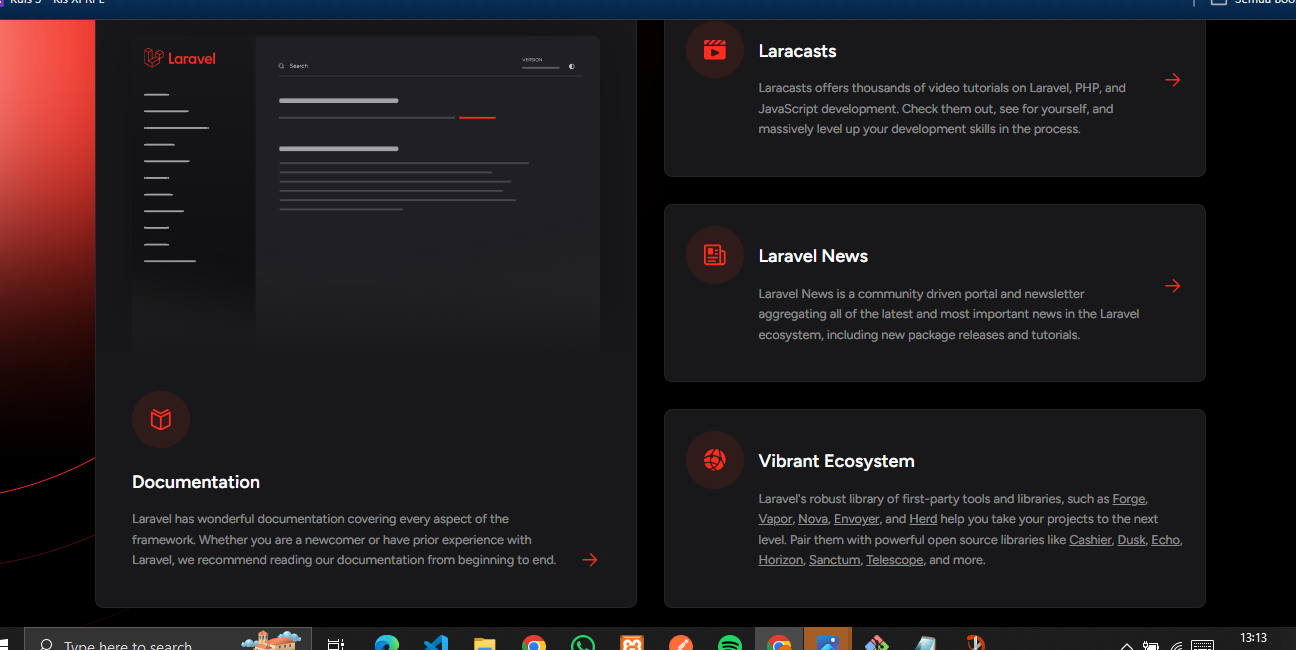 Laravel
Search
VERSION
Documentation
Laravel has wonderful documentation covering every aspect of the
framework. Whether you are a newcomer or have prior experience with
Laravel, we recommend reading our documentation from beginning to end.
Laracasts
Laracasts offers thousands of video tutorials on Laravel, PHP, and
JavaScript development. Check them out, see for yourself, and
massively level up your development skills in the process.
Laravel News
Laravel News is a community driven portal and newsletter
aggregating all of the latest and most important news in the Laravel
ecosystem, including new package releases and tutorials.
Vibrant Ecosystem
Laravel's robust library of first-party tools and libraries, such as Forge,
Vapor, Nova, Envoyer, and Herd help you take your projects to the next
level. Pair them with powerful open source libraries like Cashier, Dusk, Echo,
Horizon, Sanctum, Telescope, and more.
Type here to search
13:13